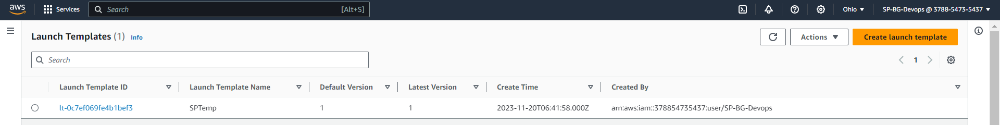 aws Services Search [Alt+S] Ohio SP-BG-Devops @ 3788-5473-5437
Launch Templates (1) Info Actions Create launch template
Search 1
Launch Template ID Launch Template Name Default Version Latest Version Create Time Created By
lt-0c7ef069fe4b1bef3 SPTemp 1 1 2023-11-20T06:41:58.000Z arn:aws:iam::378854735437:user/SP-BG-Devops